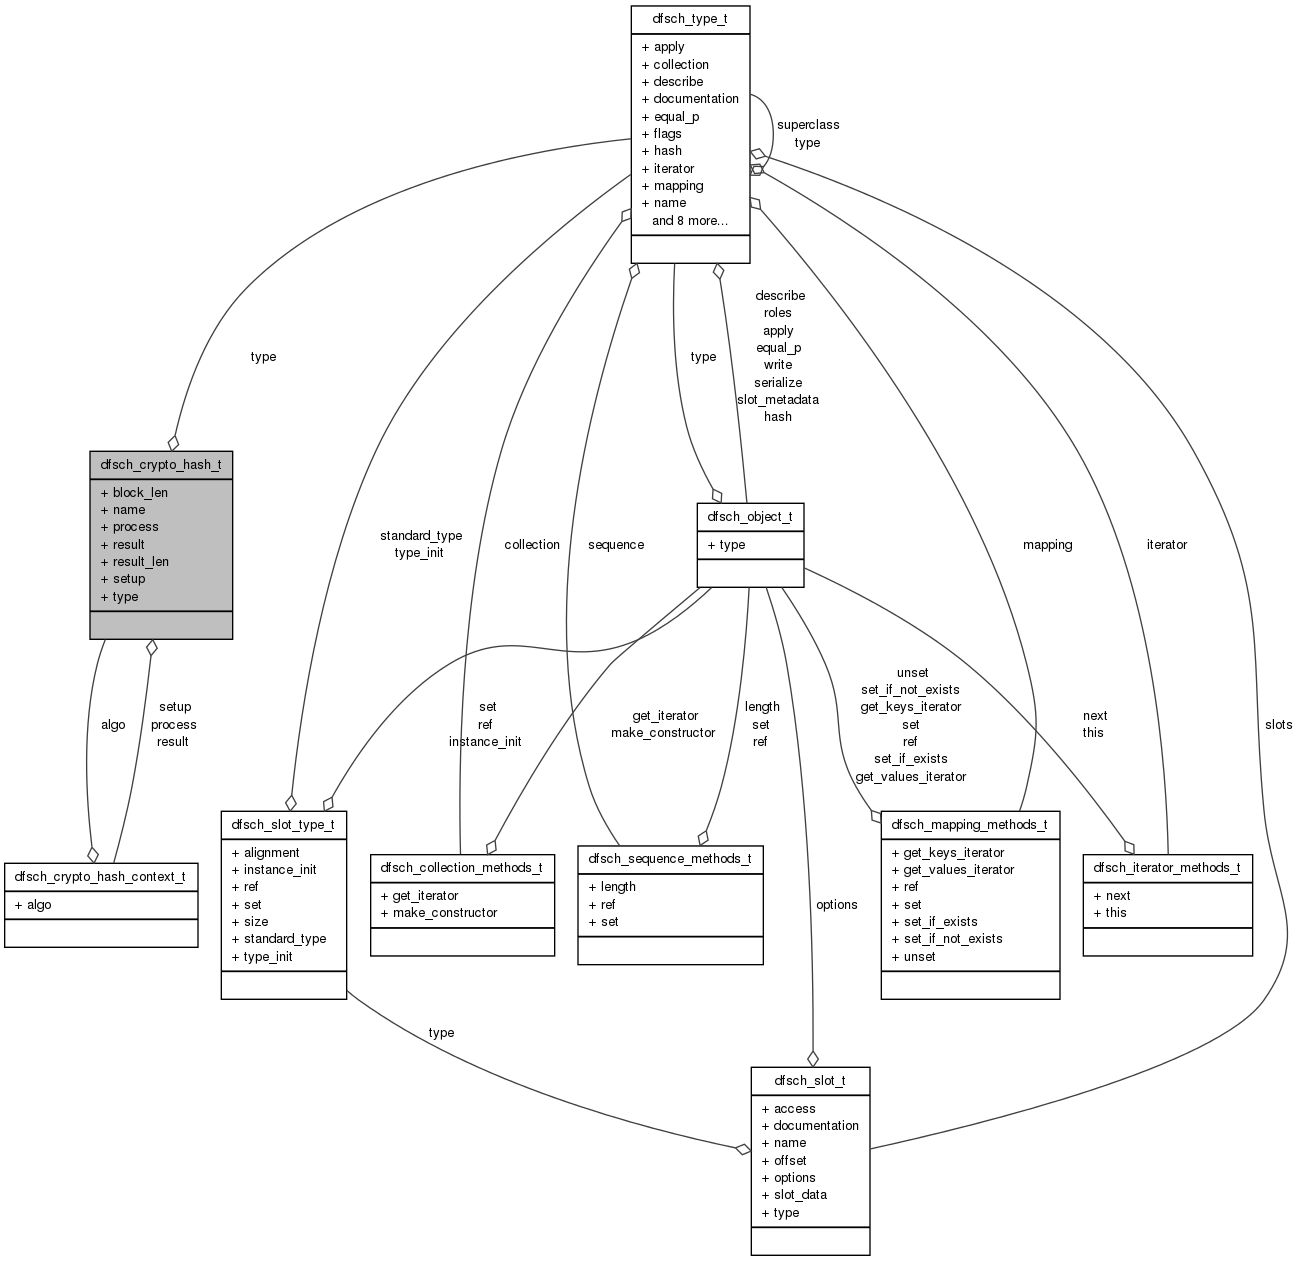 dfsch_type_t
+ apply
+ collection
+ describe
+ documentation
+ equal_p
+ flags
+ hash
+ iterator
+ mapping
+ name
and 8 more...
superclass
type
describe
roles
apply
equal_p
write
serialize
slot_metadata
hash
type
type
dfsch_crypto_hash_t
+ block_len
+ name
+ process
+ result
+ result_len
+ setup
+ type
dfsch_object_t
+ type
standard_type
type_init
collection
sequence
mapping
iterator
algo
setup
process
result
set
ref
instance_init
get_iterator
make_constructor
length
set
ref
unset
set_if_not_exists
get_keys_iterator
set
ref
set_if_exists
get_values_iterator
next
this
slots
dfsch_crypto_hash_context_t
+ algo
dfsch_slot_type_t
+ alignment
+ instance_init
+ ref
+ set
+ size
+ standard_type
+ type_init
dfsch_collection_methods_t
+ get_iterator
+ make_constructor
dfsch_sequence_methods_t
+ length
+ ref
+ set
options
dfsch_mapping_methods_t
+ get_keys_iterator
+ get_values_iterator
+ ref
+ set
+ set_if_exists
+ set_if_not_exists
+ unset
dfsch_iterator_methods_t
+ next
+ this
type
dfsch_slot_t
+ access
+ documentation
+ name
+ offset
+ options
+ slot_data
+ type